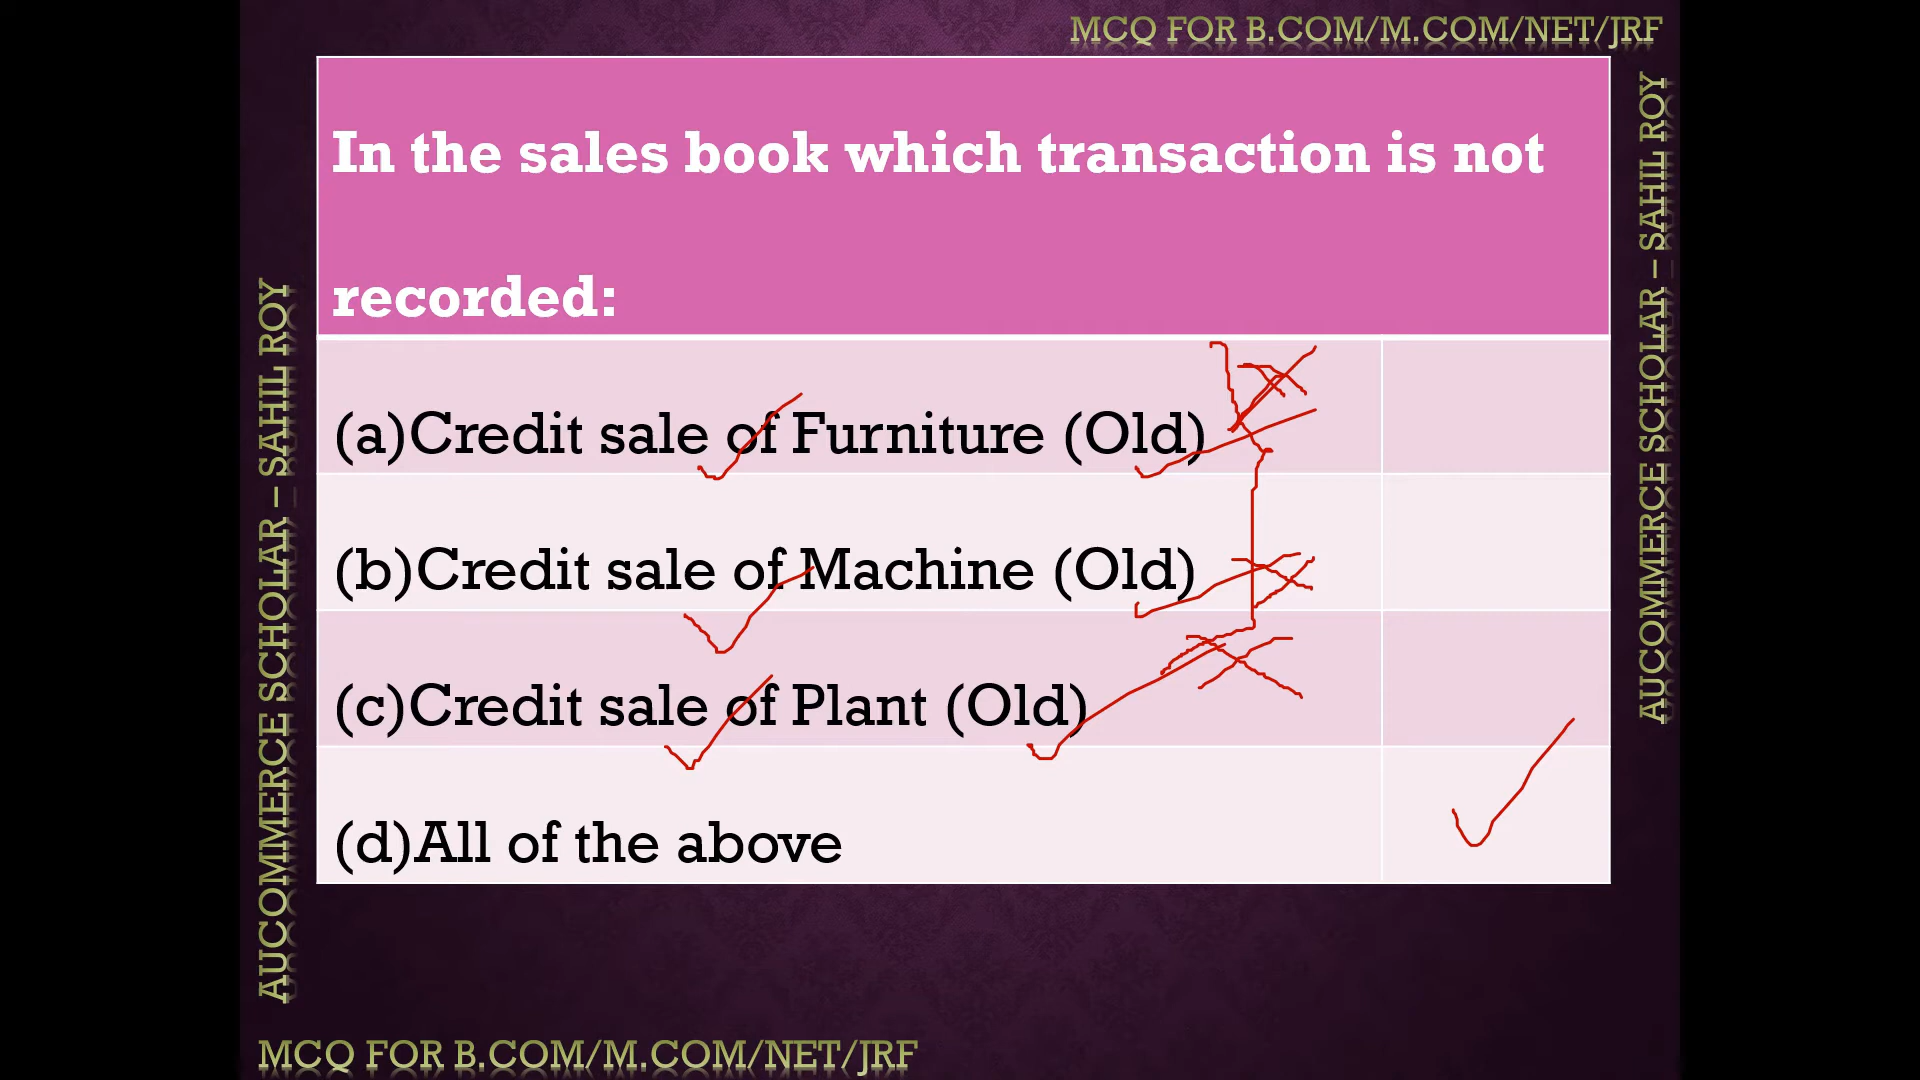 MCQ FOR B.COM/M.COM/NET/JRF
In the sales book which transaction is not
recorded:
(a)Credit sale of Furniture (Old)
(b)Credit sale of Machine (Old)
(c)Credit sale of Plant (Old)
(d)All of the above
AUCOMMERCE SCHOLAR – SAHIL ROY
AUCOMMERCE SCHOLAR – SAHIL ROY
MCQ FOR B.COM/M.COM/NET/JRF